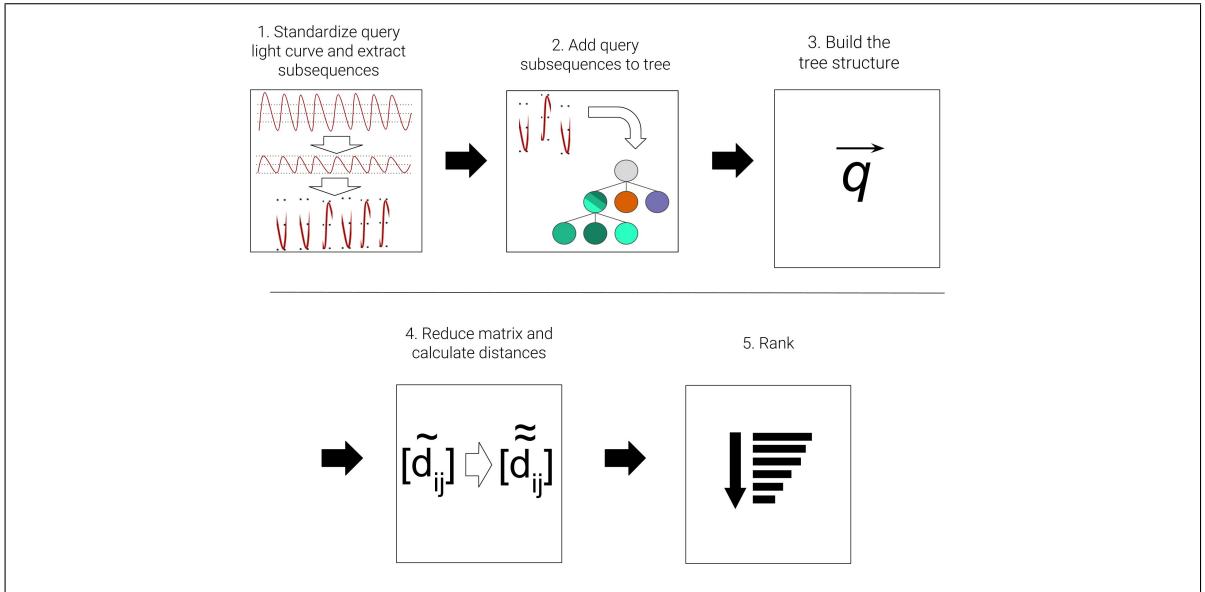 1. Standardize query
light curve and extract
subsequences
2. Add query
subsequences to tree
3. Build the
tree structure
q
4. Reduce matrix and
calculate distances
5. Rank
[d̃ij] [d̃̃ij]